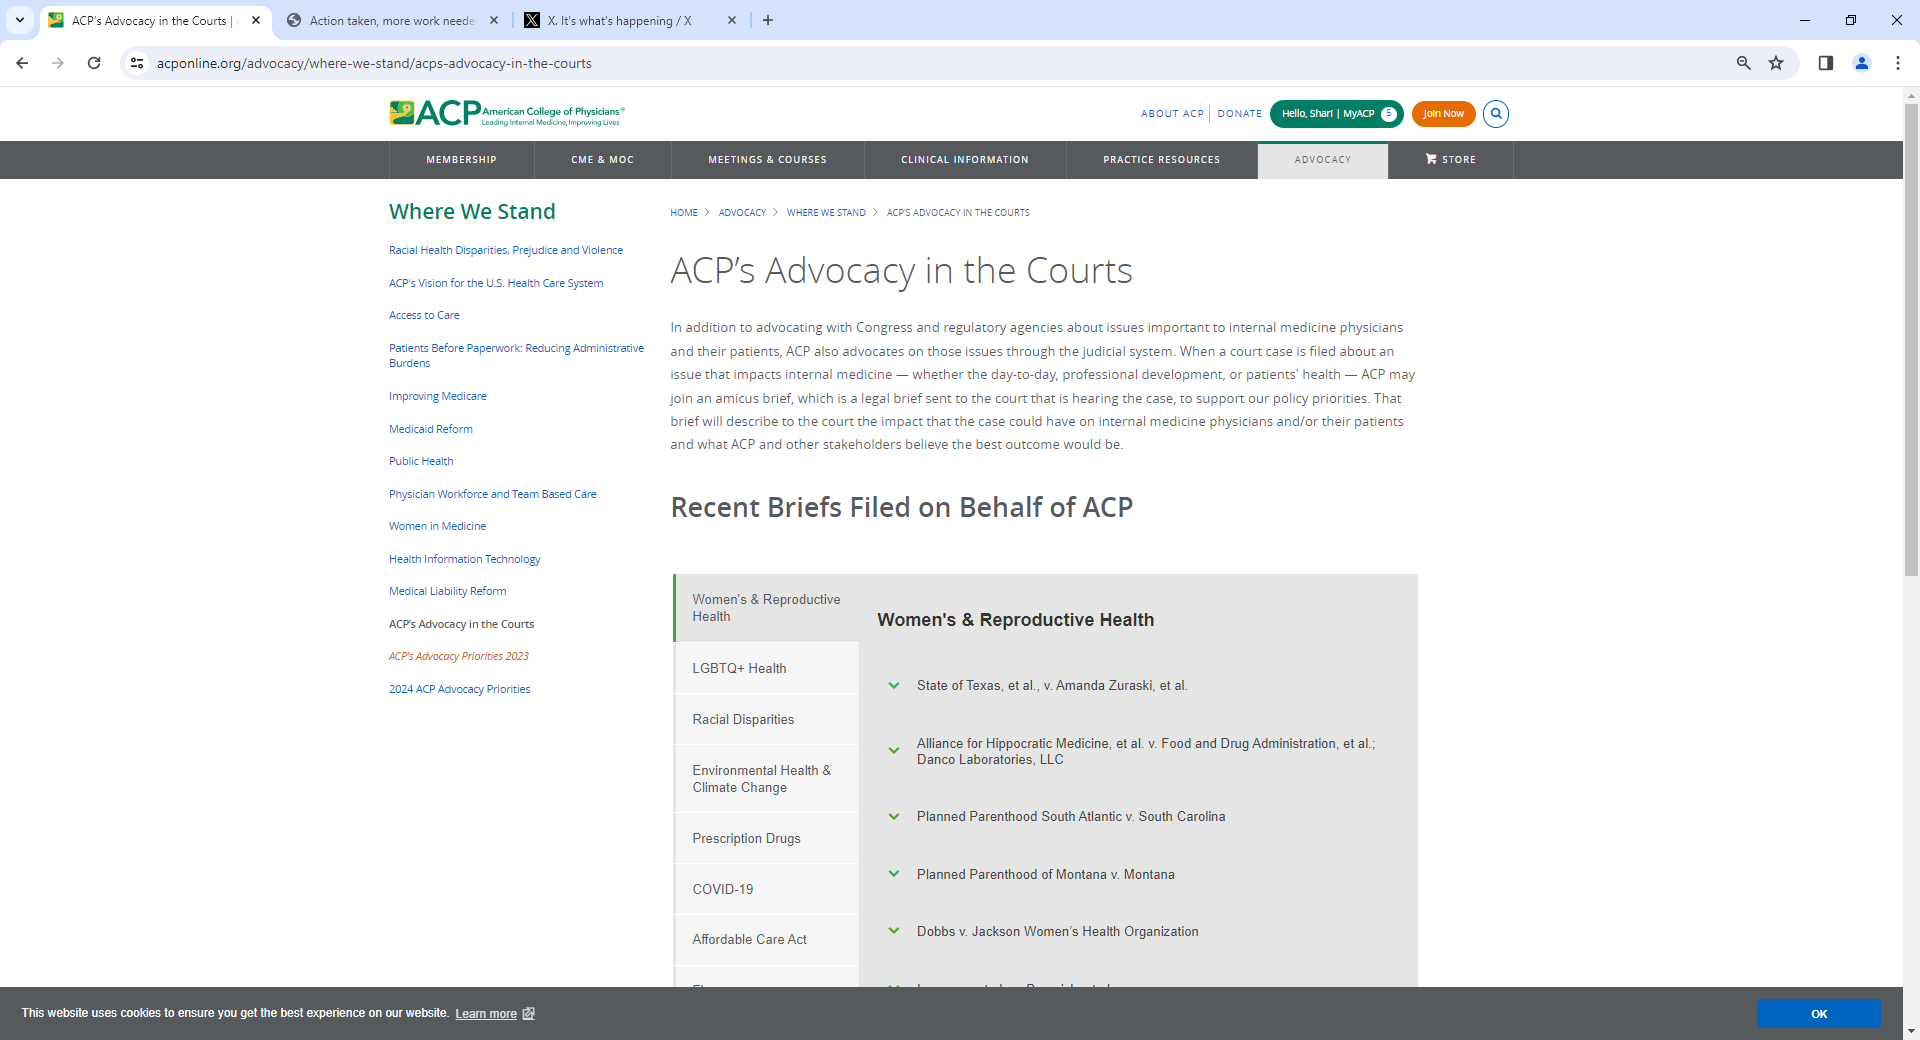 ACP's Advocacy in the Courts |
Action taken, more work neede
X. It's what's happening / X
acponline.org/advocacy/where-we-stand/acps-advocacy-in-the-courts
ACP American College of Physicians®
Leading Internal Medicine, Improving Lives
ABOUT ACP
DONATE
Hello, Shari | MyACP 5
Join Now
MEMBERSHIP
CME & MOC
MEETINGS & COURSES
CLINICAL INFORMATION
PRACTICE RESOURCES
ADVOCACY
STORE
Where We Stand
Racial Health Disparities, Prejudice and Violence
ACP's Vision for the U.S. Health Care System
Access to Care
Patients Before Paperwork: Reducing Administrative
Burdens
Improving Medicare
Medicaid Reform
Public Health
Physician Workforce and Team Based Care
Women in Medicine
Health Information Technology
Medical Liability Reform
ACP's Advocacy in the Courts
ACP's Advocacy Priorities 2023
2024 ACP Advocacy Priorities
HOME > ADVOCACY > WHERE WE STAND > ACP'S ADVOCACY IN THE COURTS
ACP's Advocacy in the Courts
In addition to advocating with Congress and regulatory agencies about issues important to internal medicine physicians
and their patients, ACP also advocates on those issues through the judicial system. When a court case is filed about an
issue that impacts internal medicine — whether the day-to-day, professional development, or patients' health — ACP may
join an amicus brief, which is a legal brief sent to the court that is hearing the case, to support our policy priorities. That
brief will describe to the court the impact that the case could have on internal medicine physicians and/or their patients
and what ACP and other stakeholders believe the best outcome would be.
Recent Briefs Filed on Behalf of ACP
Women's & Reproductive
Health
LGBTQ+ Health
Racial Disparities
Environmental Health &
Climate Change
Prescription Drugs
COVID-19
Affordable Care Act
Women's & Reproductive Health
State of Texas, et al., v. Amanda Zuraski, et al.
Alliance for Hippocratic Medicine, et al. v. Food and Drug Administration, et al.;
Danco Laboratories, LLC
Planned Parenthood South Atlantic v. South Carolina
Planned Parenthood of Montana v. Montana
Dobbs v. Jackson Women's Health Organization
This website uses cookies to ensure you get the best experience on our website. Learn more
OK